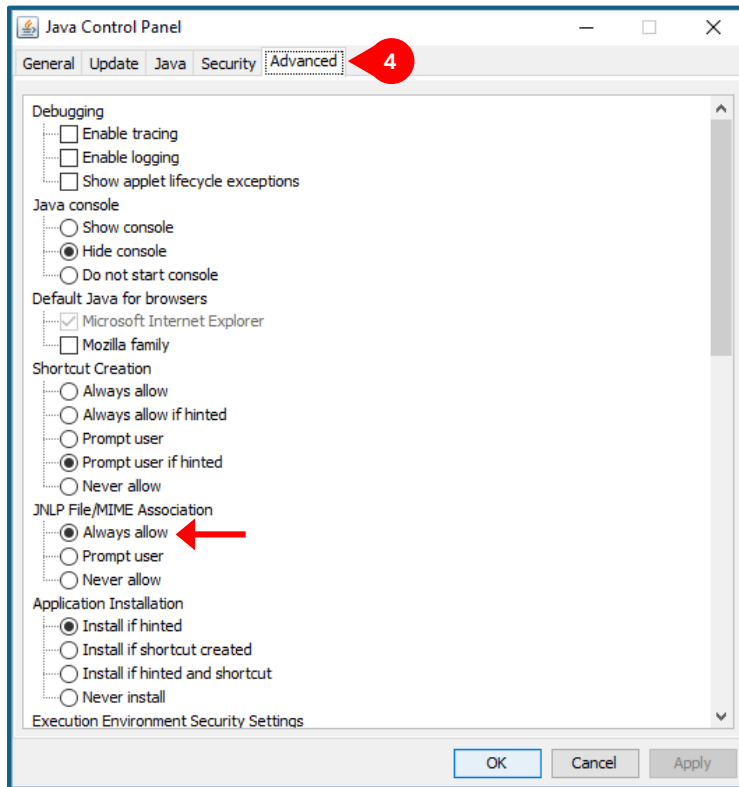 Java Control Panel
General Update Java Security Advanced 4
Debugging
Enable tracing
Enable logging
Show applet lifecycle exceptions
Java console
Show console
Hide console
Do not start console
Default Java for browsers
Microsoft Internet Explorer
Mozilla family
Shortcut Creation
Always allow
Always allow if hinted
Prompt user
Prompt user if hinted
Never allow
JNLP File/MIME Association
Always allow
Prompt user
Never allow
Application Installation
Install if hinted
Install if shortcut created
Install if hinted and shortcut
Never install
Execution Environment Security Settings
OK Cancel Apply